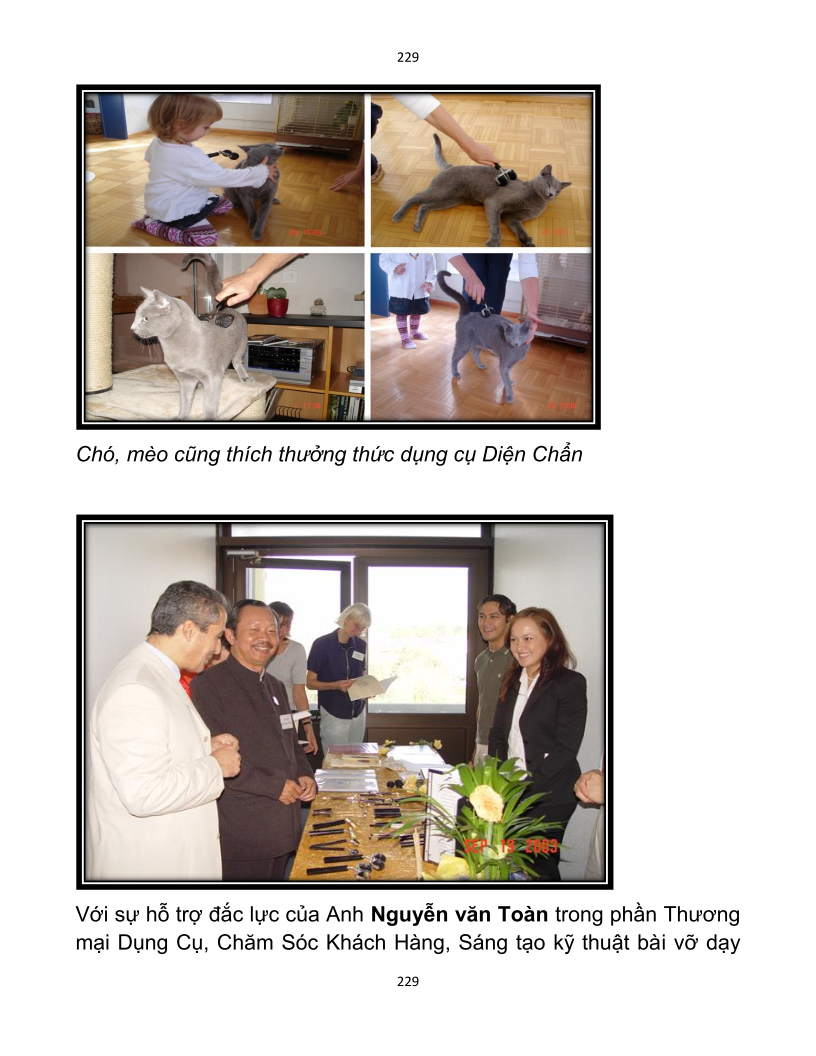 229
Chó, mèo cũng thích thưởng thức dụng cụ Diện Chẩn
SEP 19 2003
Với sự hỗ trợ đắc lực của Anh Nguyễn văn Toàn trong phần Thương
mại Dụng Cụ, Chăm Sóc Khách Hàng, Sáng tạo kỹ thuật bài vỡ dạy
229